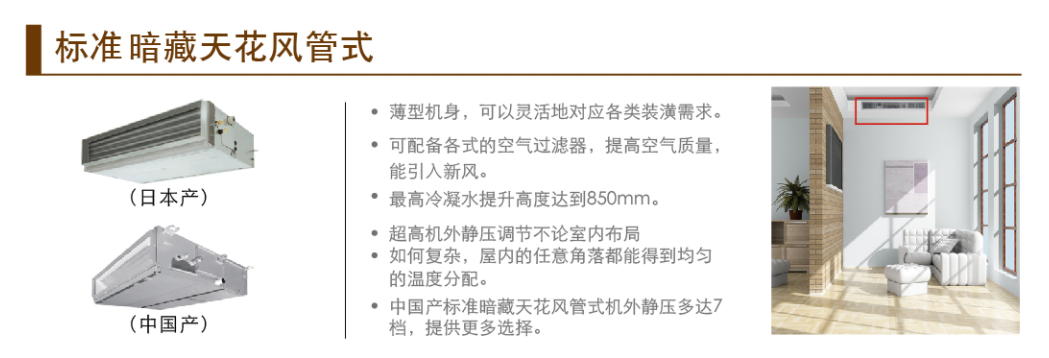 标准 暗藏天花风管式
（日本产）
（中国产）
• 薄型机身，可以灵活地对应各类装潢需求。
• 可配备各式的空气过滤器，提高空气质量，
能引入新风。
• 最高冷凝水提升高度达到850mm。
• 超高机外静压调节不论室内布局
• 如何复杂，屋内的任意角落都能得到均匀
的温度分配。
• 中国产标准暗藏天花风管式机外静压多达7
档，提供更多选择。